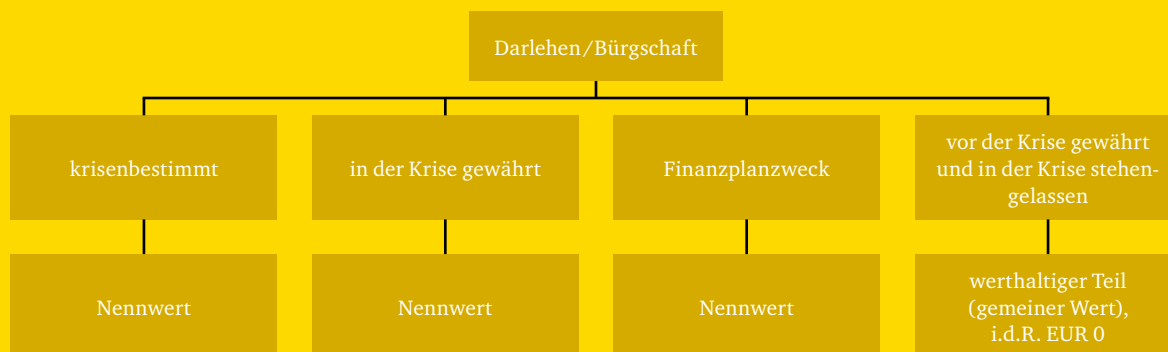 Darlehen/Bürgschaft
krisenbestimmt
in der Krise gewährt
Finanzplanzweck
vor der Krise gewährt
und in der Krise stehen-
gelassen
Nennwert
Nennwert
Nennwert
werthaltiger Teil
(gemeiner Wert),
i.d.R. EUR 0